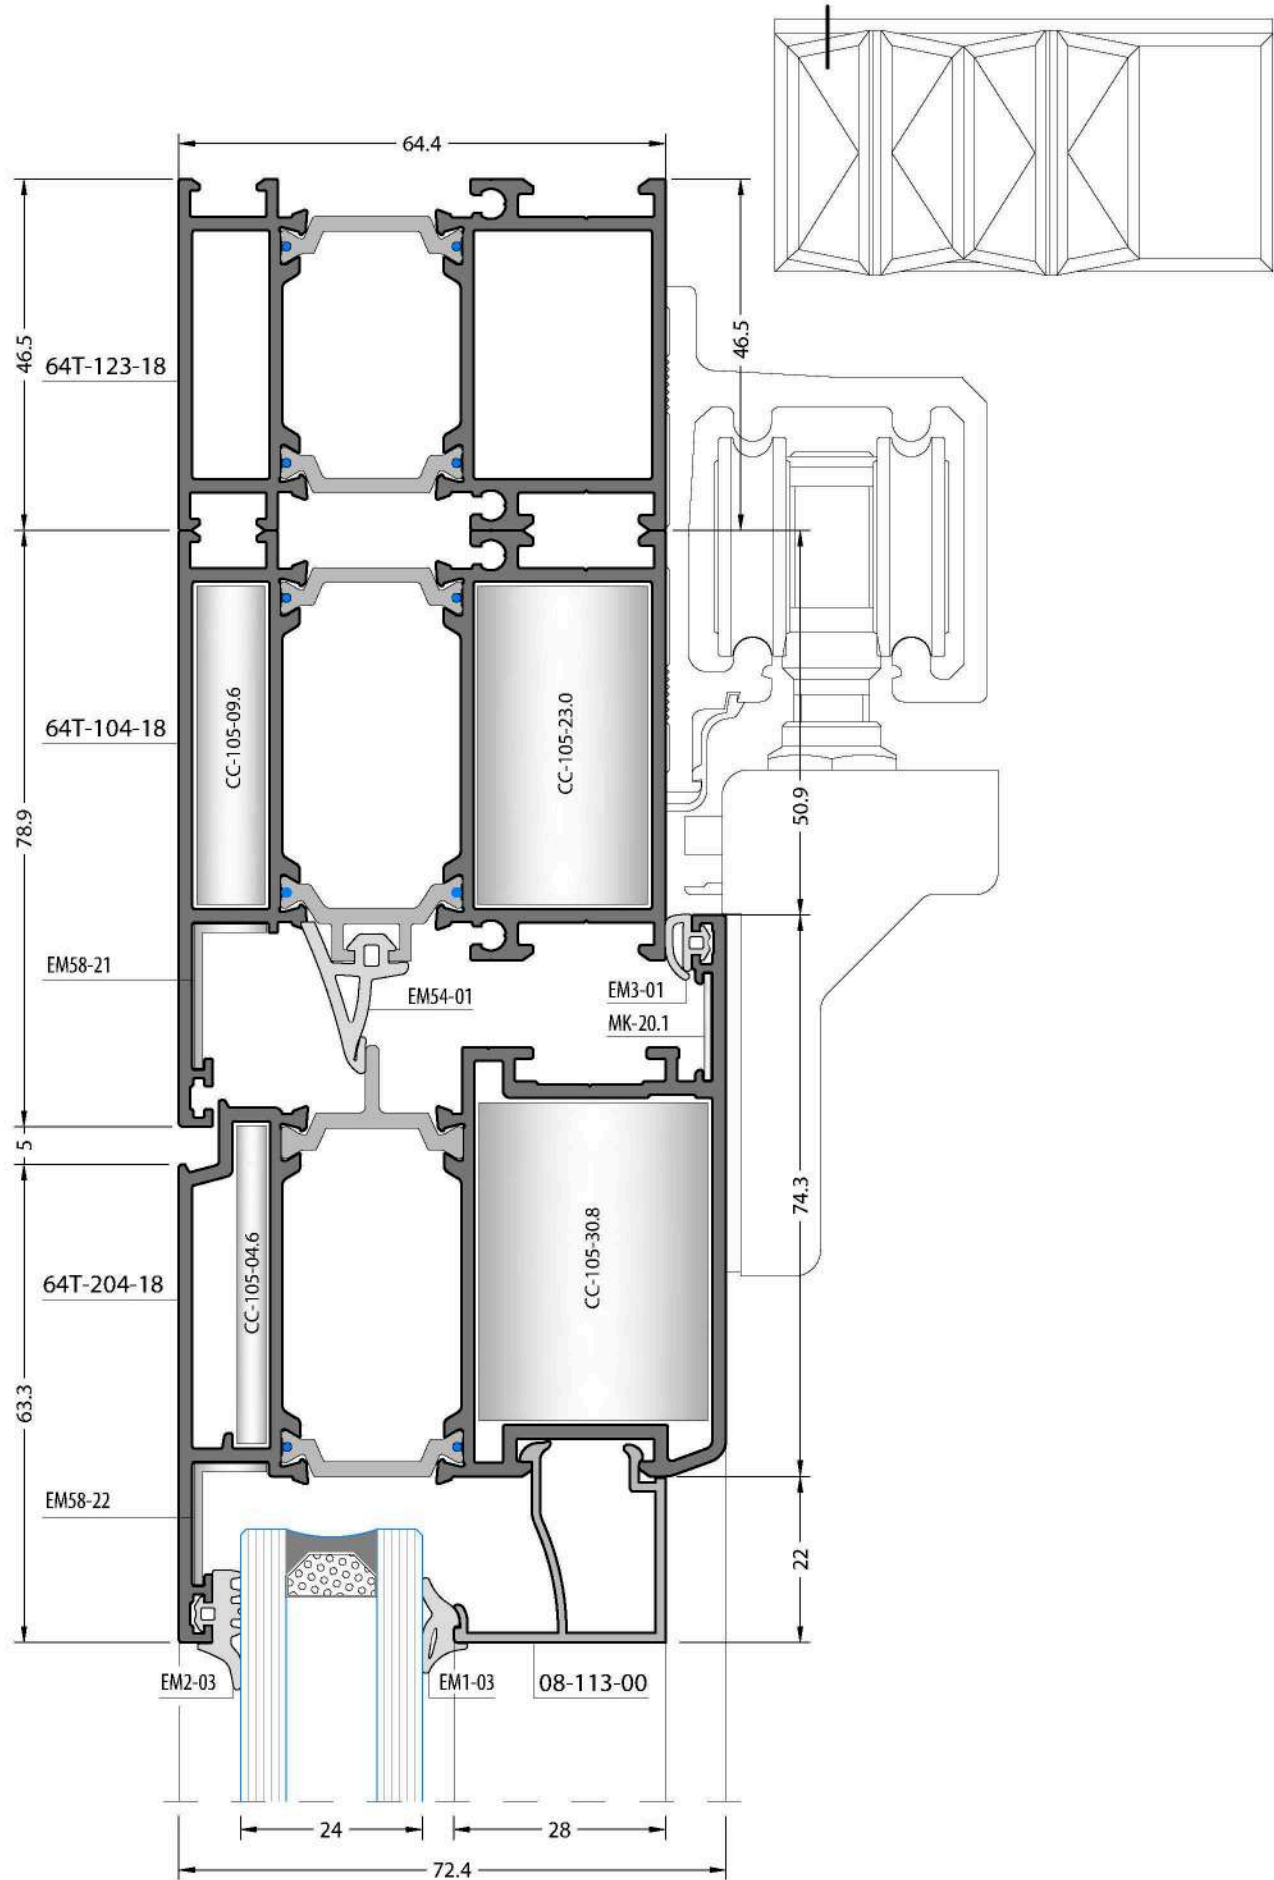 64.4
46.5
46.5
64T-123-18
CC-105-09.6
CC-105-23.0
64T-104-18
50.9
78.9
EM58-21
EM54-01
EM3-01
MK-20.1
5
74.3
CC-105-04.6
CC-105-30.8
64T-204-18
63.3
EM58-22
22
EM2-03
EM1-03
08-113-00
24
28
72.4